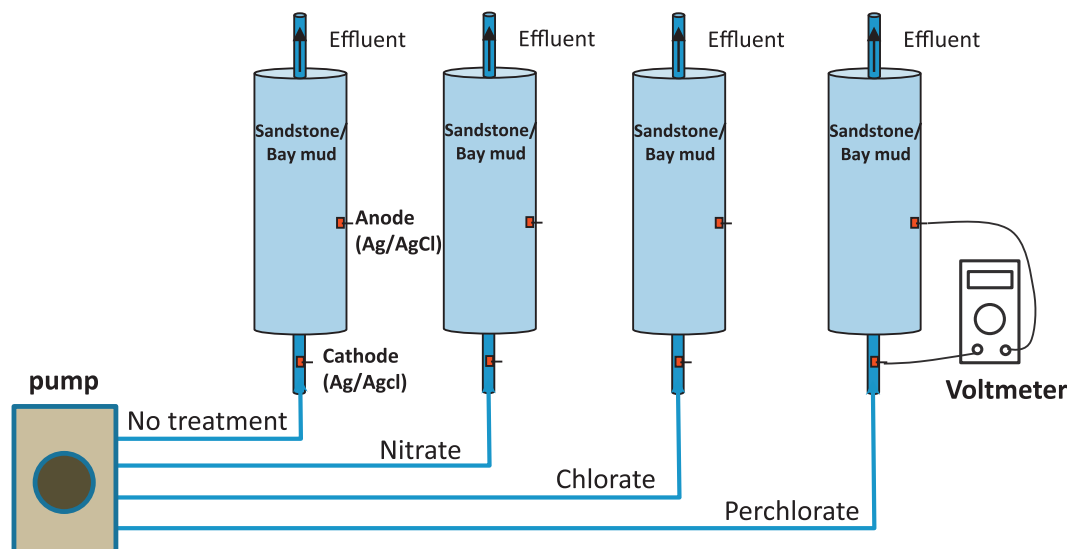 Effluent
Effluent
Effluent
Effluent
Sandstone/
Bay mud
Sandstone/
Bay mud
Sandstone/
Bay mud
Sandstone/
Bay mud
Anode
(Ag/AgCl)
Cathode
(Ag/Agcl)
Voltmeter
pump
No treatment
Nitrate
Chlorate
Perchlorate